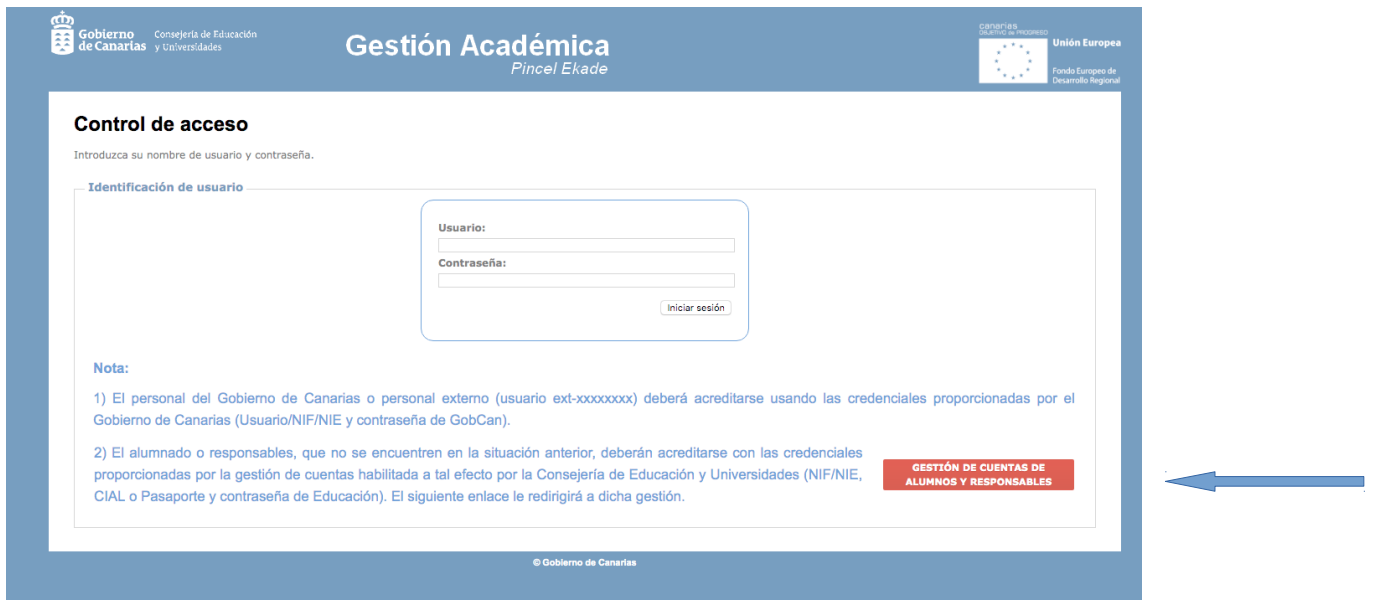 Gobierno de Canarias
Consejería de Educación y Universidades
Gestión Académica
Pincel Ekade
canarias
OBJETIVO de PROGRESO
Unión Europea
Fondo Europeo de
Desarrollo Regional
Control de acceso
Introduzca su nombre de usuario y contraseña.
Identificación de usuario
Usuario:
Contraseña:
Iniciar sesión
Nota:
1) El personal del Gobierno de Canarias o personal externo (usuario ext-xxxxxxxx) deberá acreditarse usando las credenciales proporcionadas por el
Gobierno de Canarias (Usuario/NIF/NIE y contraseña de GobCan).
2) El alumnado o responsables, que no se encuentren en la situación anterior, deberán acreditarse con las credenciales
proporcionadas por la gestión de cuentas habilitada a tal efecto por la Consejería de Educación y Universidades (NIF/NIE,
CIAL o Pasaporte y contraseña de Educación). El siguiente enlace le redirigirá a dicha gestión.
GESTIÓN DE CUENTAS DE
ALUMNOS Y RESPONSABLES
© Gobierno de Canarias